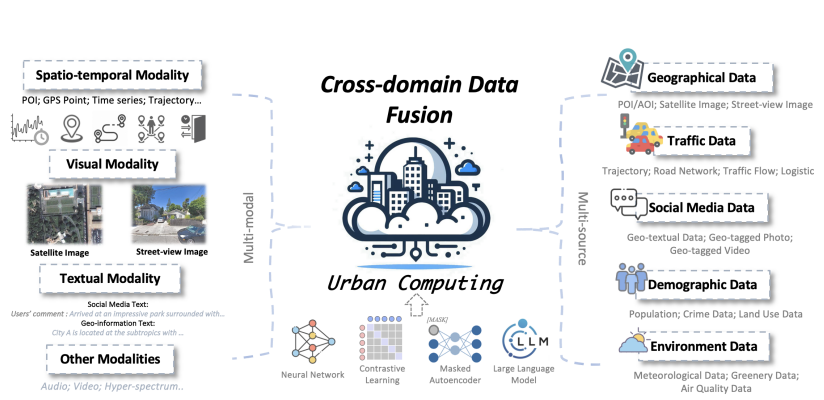 Spatio-temporal Modality
POI; GPS Point; Time series; Trajectory...
Visual Modality
Satellite Image
Street-view Image
Textual Modality
Social Media Text:
Users' comment : Arrived at an impressive park surrounded with...
Geo-information Text:
City A is located at the subtropics with ...
Other Modalities
Audio; Video; Hyper-spectrum..
Multi-modal
Cross-domain Data
Fusion
Urban Computing
[MASK]
LLM
Neural Network
Contrastive
Learning
Masked
Autoencoder
Large Language
Model
Multi-source
Geographical Data
POI/AOI; Satellite Image; Street-view Image
Traffic Data
Trajectory; Road Network; Traffic Flow; Logistic
Social Media Data
Geo-textual Data; Geo-tagged Photo;
Geo-tagged Video
Demographic Data
Population; Crime Data; Land Use Data
Environment Data
Meteorological Data; Greenery Data;
Air Quality Data